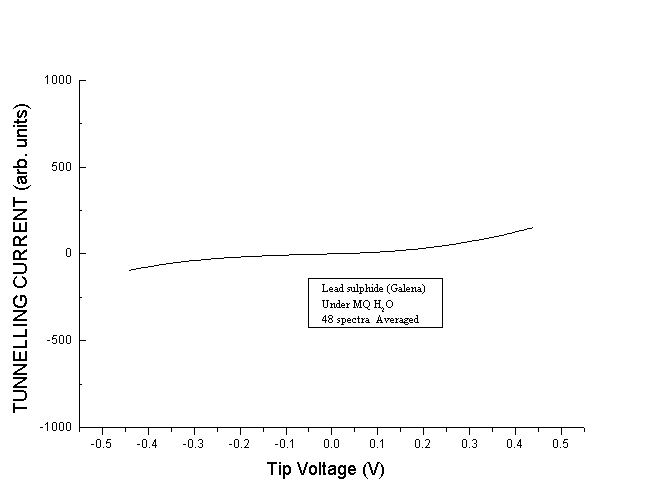 TUNNELLING CURRENT (arb. units)
1000
500
0
-500
-1000
Lead sulphide (Galena)
Under MQ H₂O
48 spectra Averaged
-0.5 -0.4 -0.3 -0.2 -0.1 0.0 0.1 0.2 0.3 0.4 0.5
Tip Voltage (V)